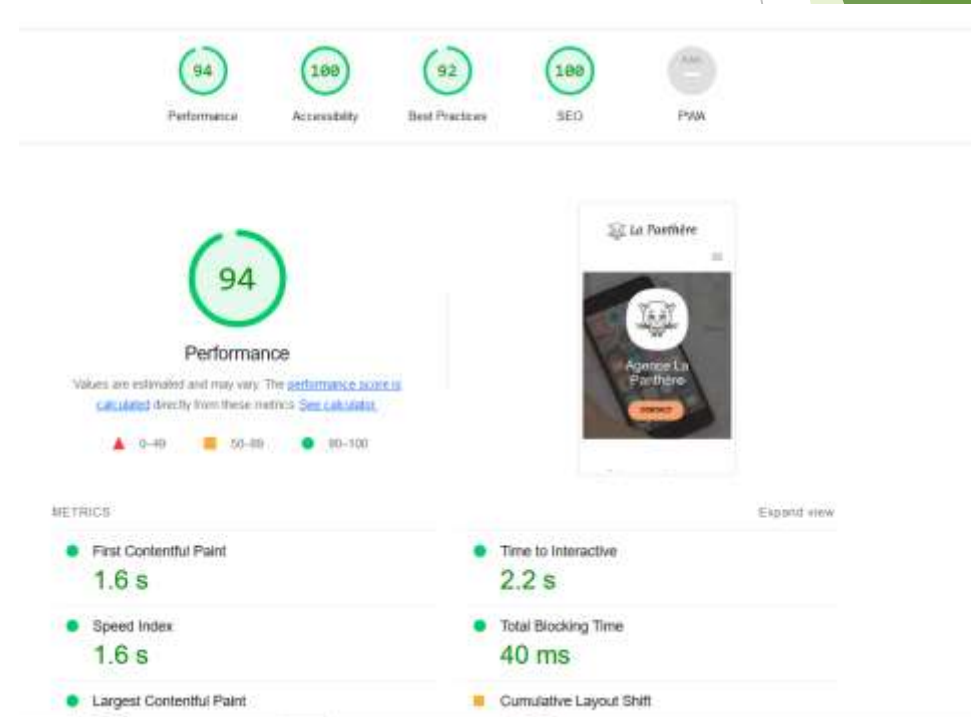 94 100 92 100
Performance Accessibility Best Practices SEO PWA
La Panthère
94
Agence La
Panthère
CONTACT
Performance
Values are estimated and may vary. The performance score is
calculated directly from these metrics. See calculator.
0–49 50–89 90–100
METRICS Expand view
First Contentful Paint Time to Interactive
1.6 s 2.2 s
Speed Index Total Blocking Time
1.6 s 40 ms
Largest Contentful Paint Cumulative Layout Shift